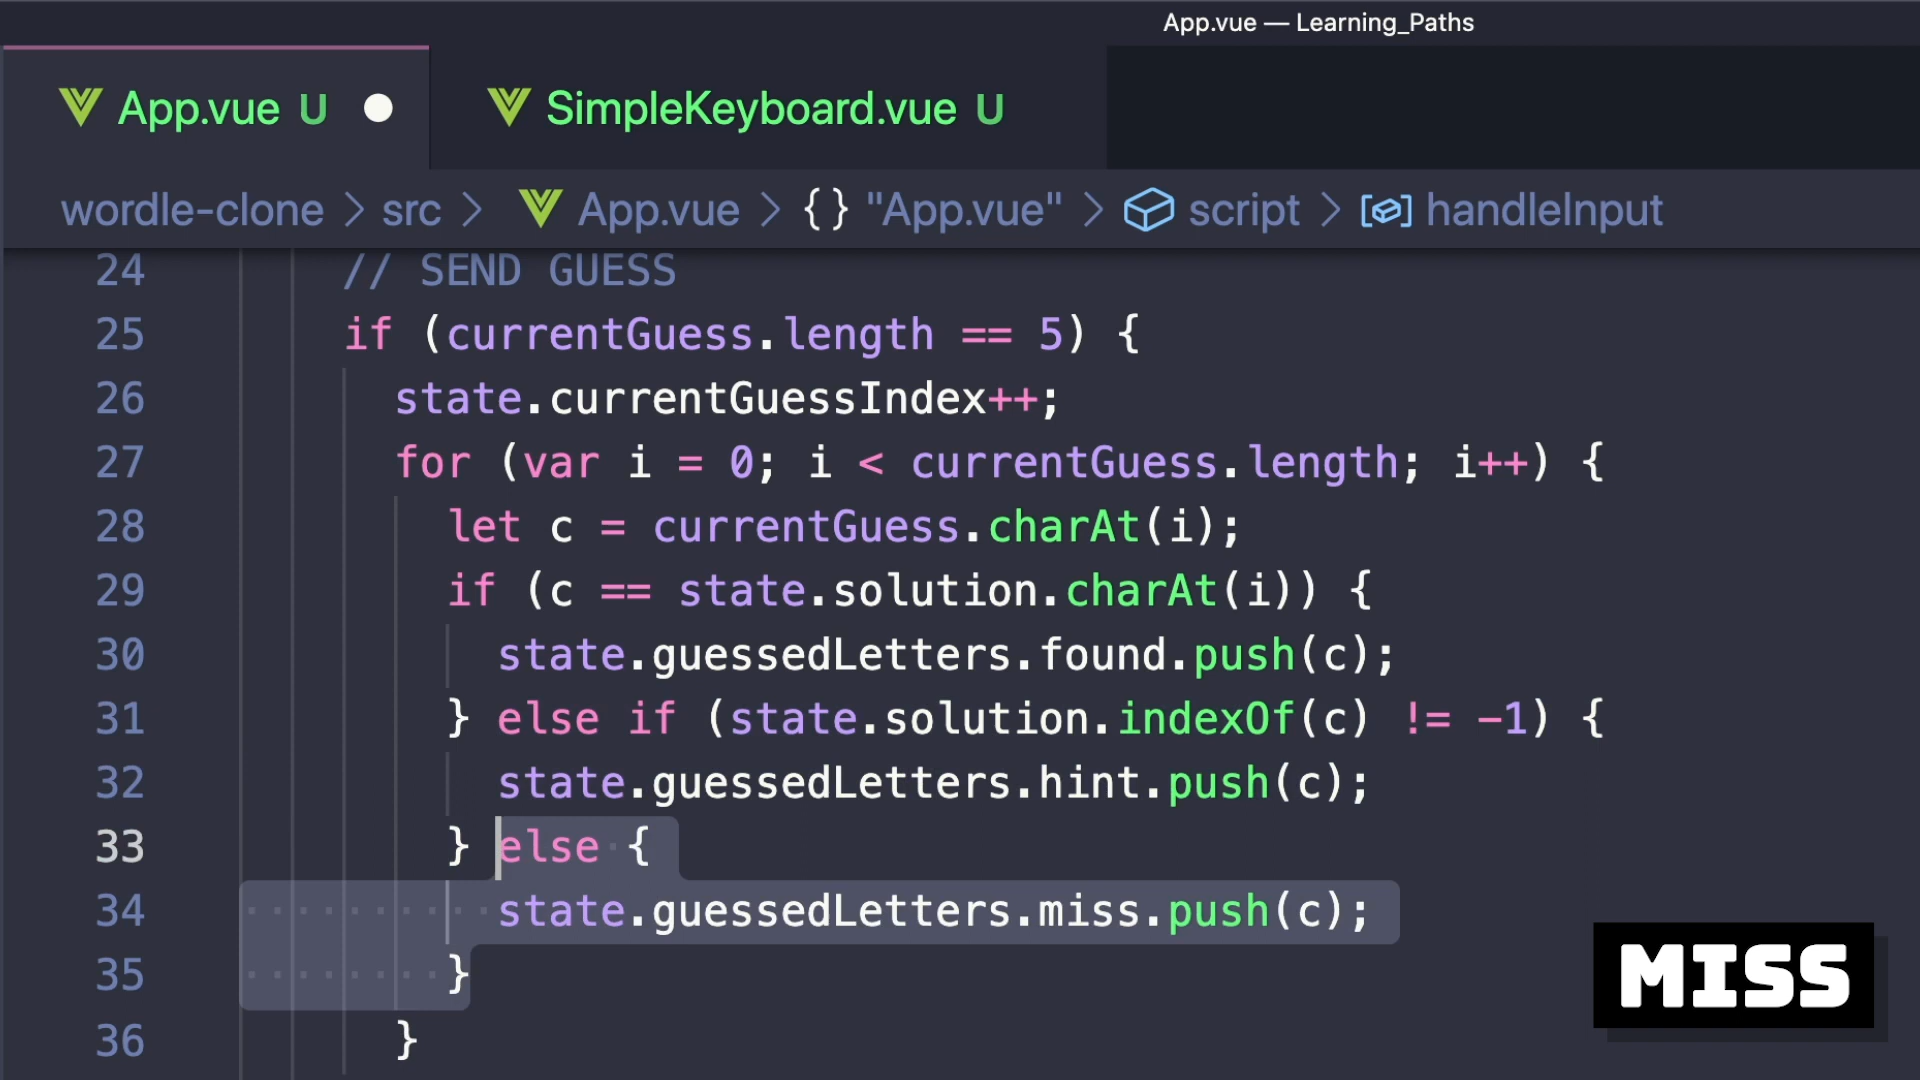 App.vue — Learning_Paths
App.vue U SimpleKeyboard.vue U
wordle-clone > src > App.vue > {} "App.vue" > script > handleInput
24 // SEND GUESS
25 if (currentGuess.length == 5) {
26 state.currentGuessIndex++;
27 for (var i = 0; i < currentGuess.length; i++) {
28 let c = currentGuess.charAt(i);
29 if (c == state.solution.charAt(i)) {
30 state.guessedLetters.found.push(c);
31 } else if (state.solution.indexOf(c) != -1) {
32 state.guessedLetters.hint.push(c);
33 } else {
34 state.guessedLetters.miss.push(c);
35 }
36 }
MISS